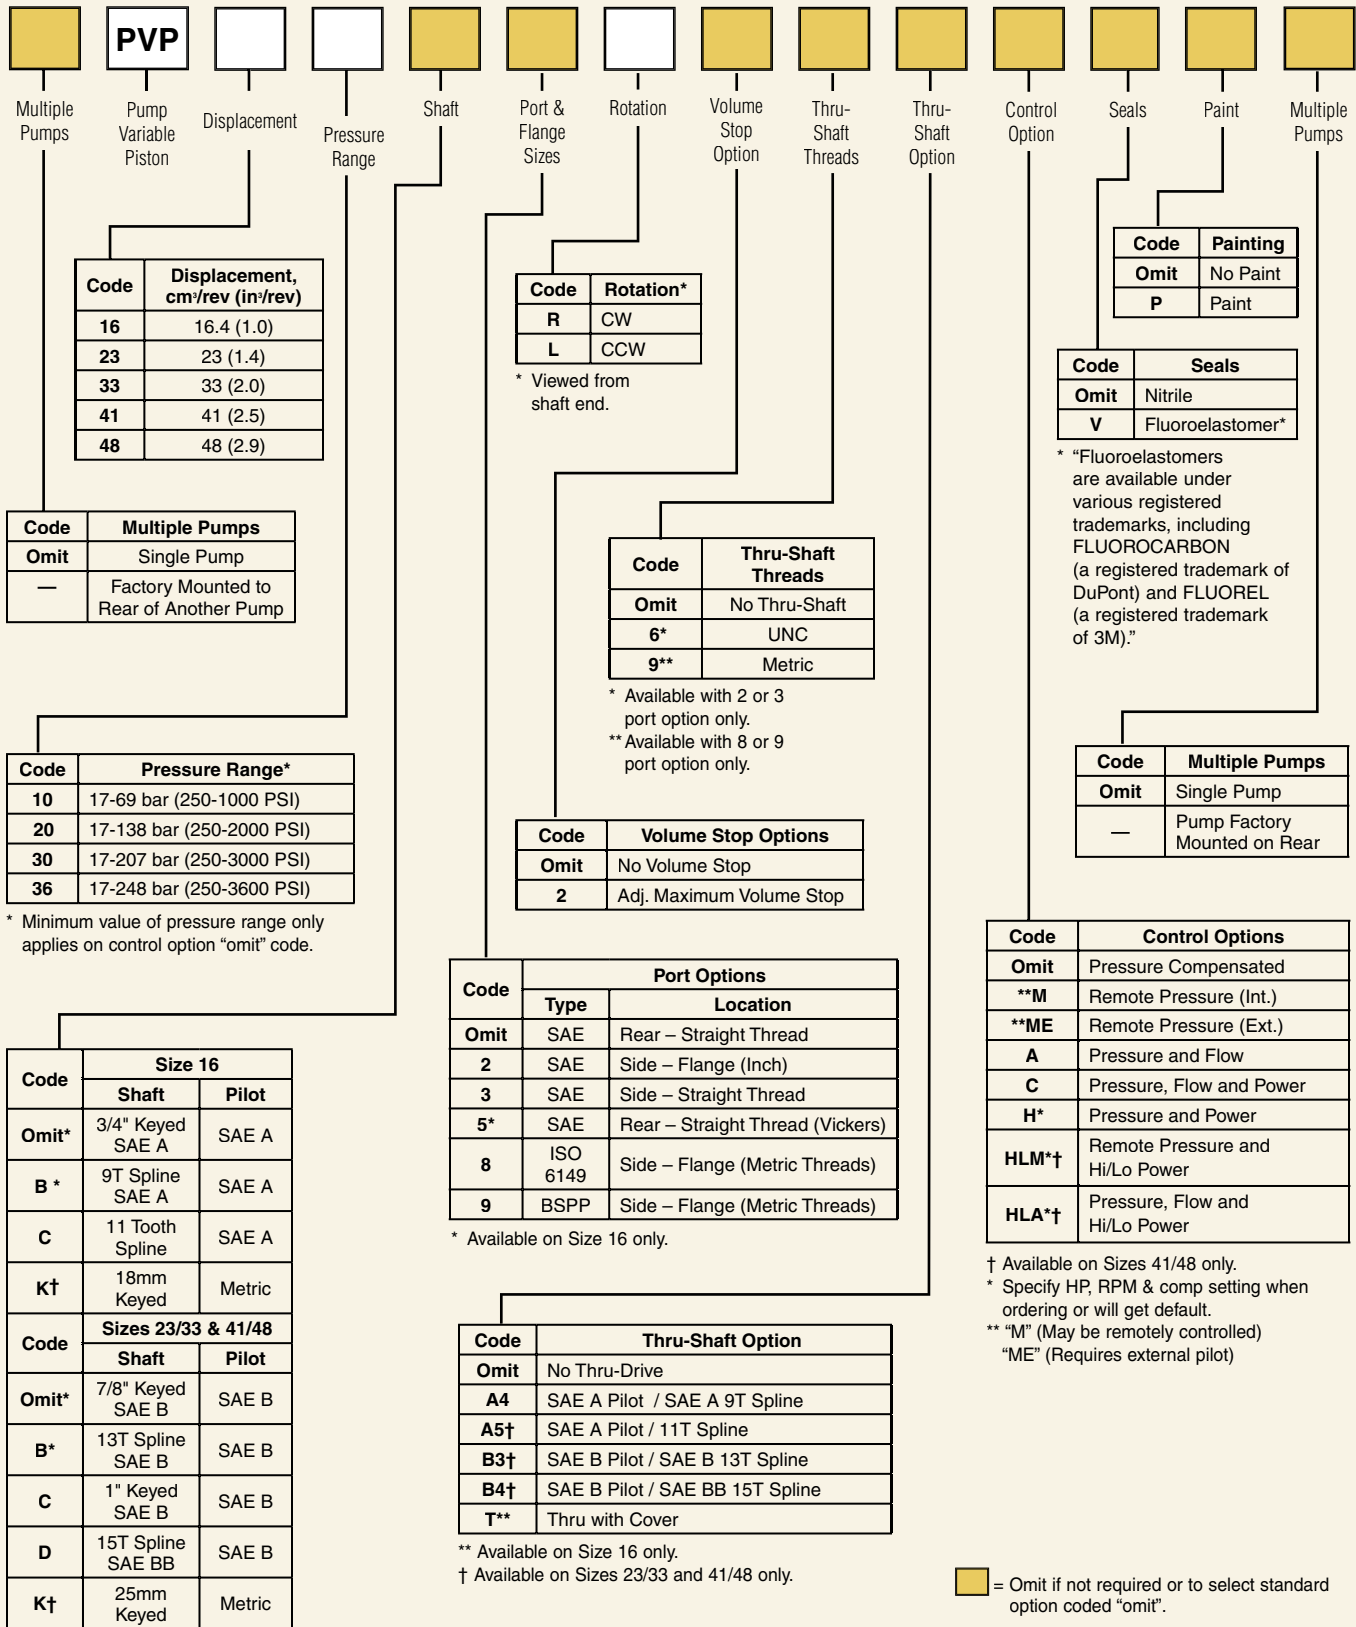 PVP
Multiple
Pumps
Pump
Variable
Piston
Displacement
Pressure
Range
Shaft
Port &
Flange
Sizes
Rotation
Volume
Stop
Option
Thru-
Shaft
Threads
Thru-
Shaft
Option
Control
Option
Seals
Paint
Multiple
Pumps
Code Displacement,
cm³/rev (in³/rev)
16 16.4 (1.0)
23 23 (1.4)
33 33 (2.0)
41 41 (2.5)
48 48 (2.9)
Code Rotation*
R CW
L CCW
* Viewed from
shaft end.
Code Painting
Omit No Paint
P Paint
Code Seals
Omit Nitrile
V Fluoroelastomer*
* “Fluoroelastomers
are available under
various registered
trademarks, including
FLUOROCARBON
(a registered trademark of
DuPont) and FLUOREL
(a registered trademark
of 3M).”
Code Multiple Pumps
Omit Single Pump
— Factory Mounted to
Rear of Another Pump
Code Thru-Shaft
Threads
Omit No Thru-Shaft
6* UNC
9** Metric
* Available with 2 or 3
port option only.
** Available with 8 or 9
port option only.
Code Pressure Range*
10 17-69 bar (250-1000 PSI)
20 17-138 bar (250-2000 PSI)
30 17-207 bar (250-3000 PSI)
36 17-248 bar (250-3600 PSI)
* Minimum value of pressure range only
applies on control option “omit” code.
Code Multiple Pumps
Omit Single Pump
— Pump Factory
Mounted on Rear
Code Volume Stop Options
Omit No Volume Stop
2 Adj. Maximum Volume Stop
Code Control Options
Omit Pressure Compensated
**M Remote Pressure (Int.)
**ME Remote Pressure (Ext.)
A Pressure and Flow
C Pressure, Flow and Power
H* Pressure and Power
HLM*† Remote Pressure and
Hi/Lo Power
HLA*† Pressure, Flow and
Hi/Lo Power
† Available on Sizes 41/48 only.
* Specify HP, RPM & comp setting when
ordering or will get default.
** “M” (May be remotely controlled)
“ME” (Requires external pilot)
Code Port Options
Type Location
Omit SAE Rear – Straight Thread
2 SAE Side – Flange (Inch)
3 SAE Side – Straight Thread
5* SAE Rear – Straight Thread (Vickers)
8 ISO
6149 Side – Flange (Metric Threads)
9 BSPP Side – Flange (Metric Threads)
* Available on Size 16 only.
Code Size 16
Shaft Pilot
Omit* 3/4" Keyed
SAE A SAE A
B * 9T Spline
SAE A SAE A
C 11 Tooth
Spline SAE A
K† 18mm
Keyed Metric
Code Sizes 23/33 & 41/48
Shaft Pilot
Omit* 7/8" Keyed
SAE B SAE B
B* 13T Spline
SAE B SAE B
C 1" Keyed
SAE B SAE B
D 15T Spline
SAE BB SAE B
K† 25mm
Keyed Metric
Code Thru-Shaft Option
Omit No Thru-Drive
A4 SAE A Pilot / SAE A 9T Spline
A5† SAE A Pilot / 11T Spline
B3† SAE B Pilot / SAE B 13T Spline
B4† SAE B Pilot / SAE BB 15T Spline
T** Thru with Cover
** Available on Size 16 only.
† Available on Sizes 23/33 and 41/48 only.
= Omit if not required or to select standard
option coded “omit”.